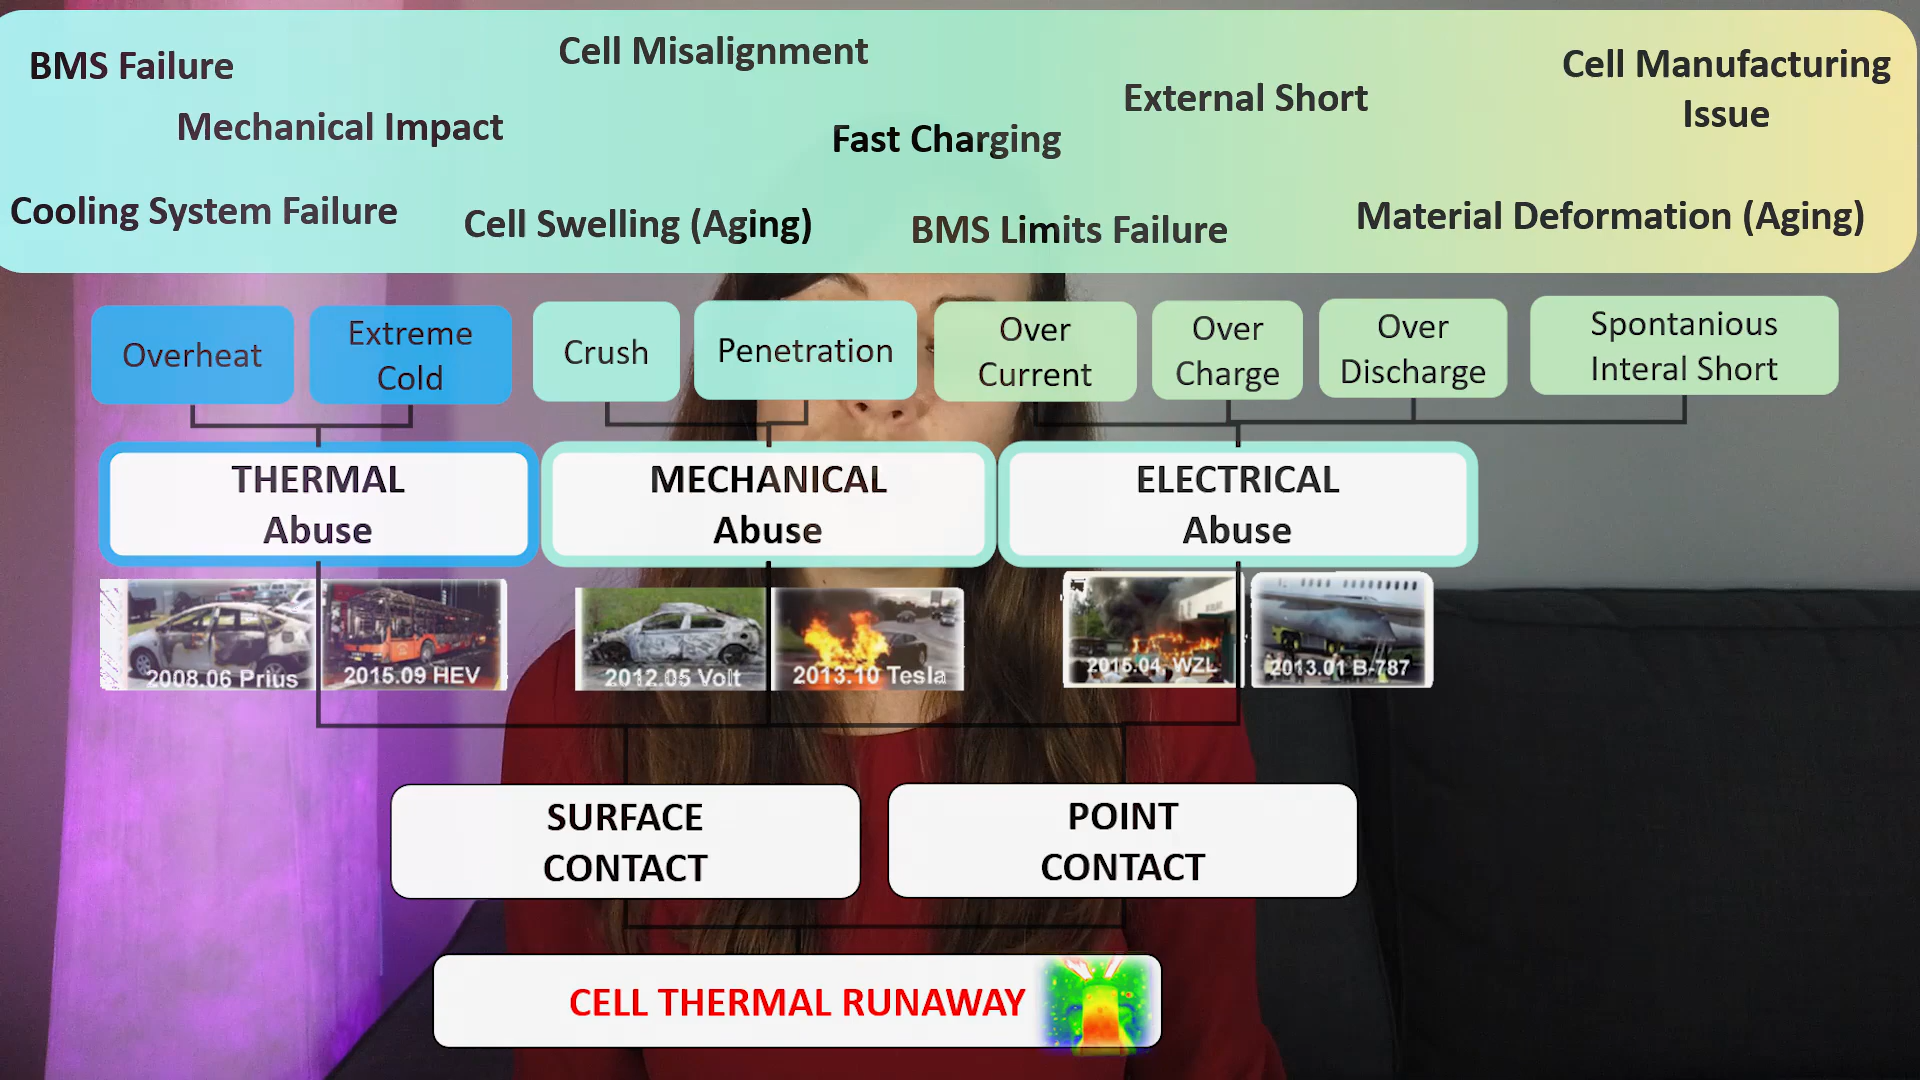 BMS Failure
Cell Misalignment
Cell Manufacturing
Issue
External Short
Mechanical Impact
Fast Charging
Cooling System Failure
Cell Swelling (Aging)
BMS Limits Failure
Material Deformation (Aging)
Overheat
Extreme
Cold
Crush
Penetration
Over
Current
Over
Charge
Over
Discharge
Spontanious
Interal Short
THERMAL
Abuse
MECHANICAL
Abuse
ELECTRICAL
Abuse
2008.06 Prius
2015.09 HEV
2012.05 Volt
2013.10 Tesla
2015.04. WZL
2013.01 B-787
SURFACE
CONTACT
POINT
CONTACT
CELL THERMAL RUNAWAY